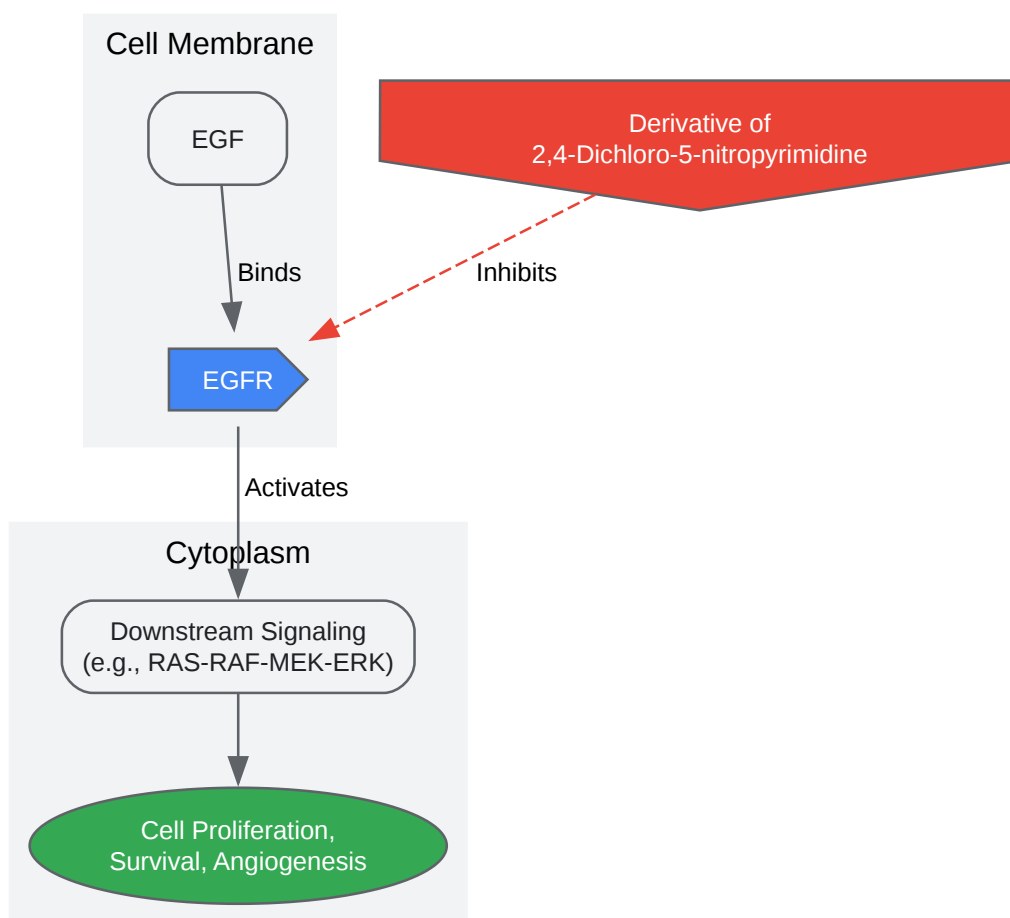 Cell Membrane
EGF
Derivative of
2,4-Dichloro-5-nitropyrimidine
Binds
Inhibits
EGFR
Activates
Cytoplasm
Downstream Signaling
(e.g., RAS-RAF-MEK-ERK)
Cell Proliferation,
Survival, Angiogenesis